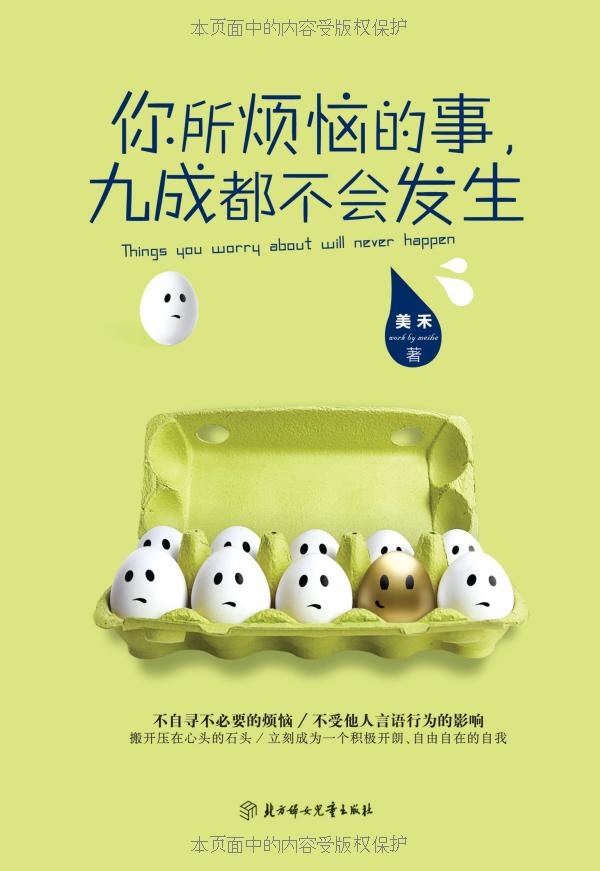 本页面中的内容受版权保护
你所烦恼的事，
九成都不会发生
Things you worry about will never happen
美禾
work by meihe
著
不自寻不必要的烦恼 / 不受他人言语行为的影响
搬开压在心头的石头 / 立刻成为一个积极开朗、自由自在的自我
北方妇女儿童出版社
本页面中的内容受版权保护